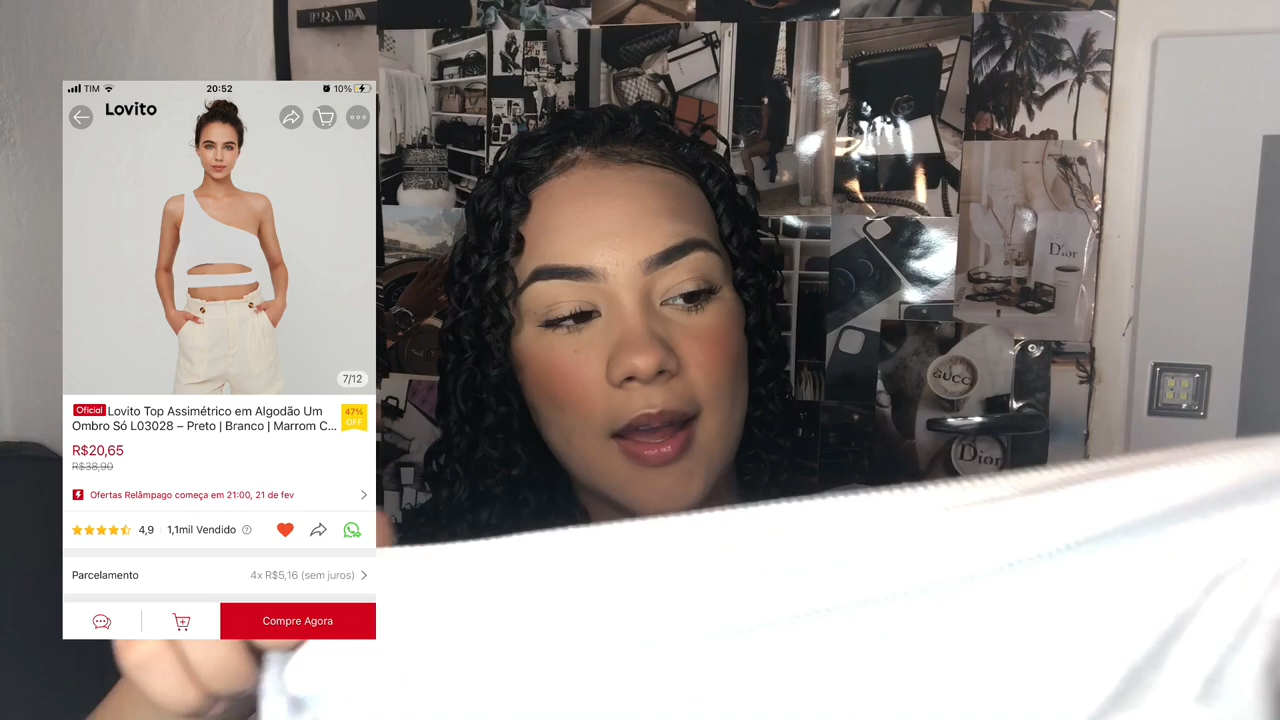 PRADA
TIM
20:52
10%
Lovito
7/12
Oficial Lovito Top Assimétrico em Algodão Um
Ombro Só L03028 – Preto | Branco | Marrom C...
47%
OFF
R$20,65
R$38,90
Ofertas Relâmpago começa em 21:00, 21 de fev
4,9
1,1mil Vendido
?
Parcelamento
4x R$5,16 (sem juros)
Compre Agora
Dior
GUCCI
Dior